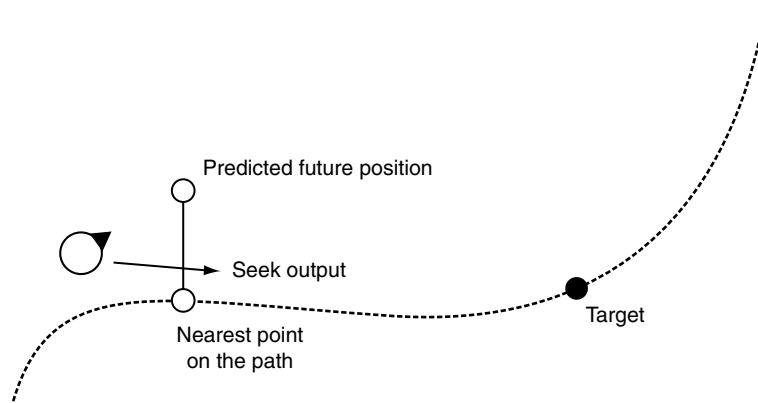 Predicted future position
Seek output
Target
Nearest point
on the path